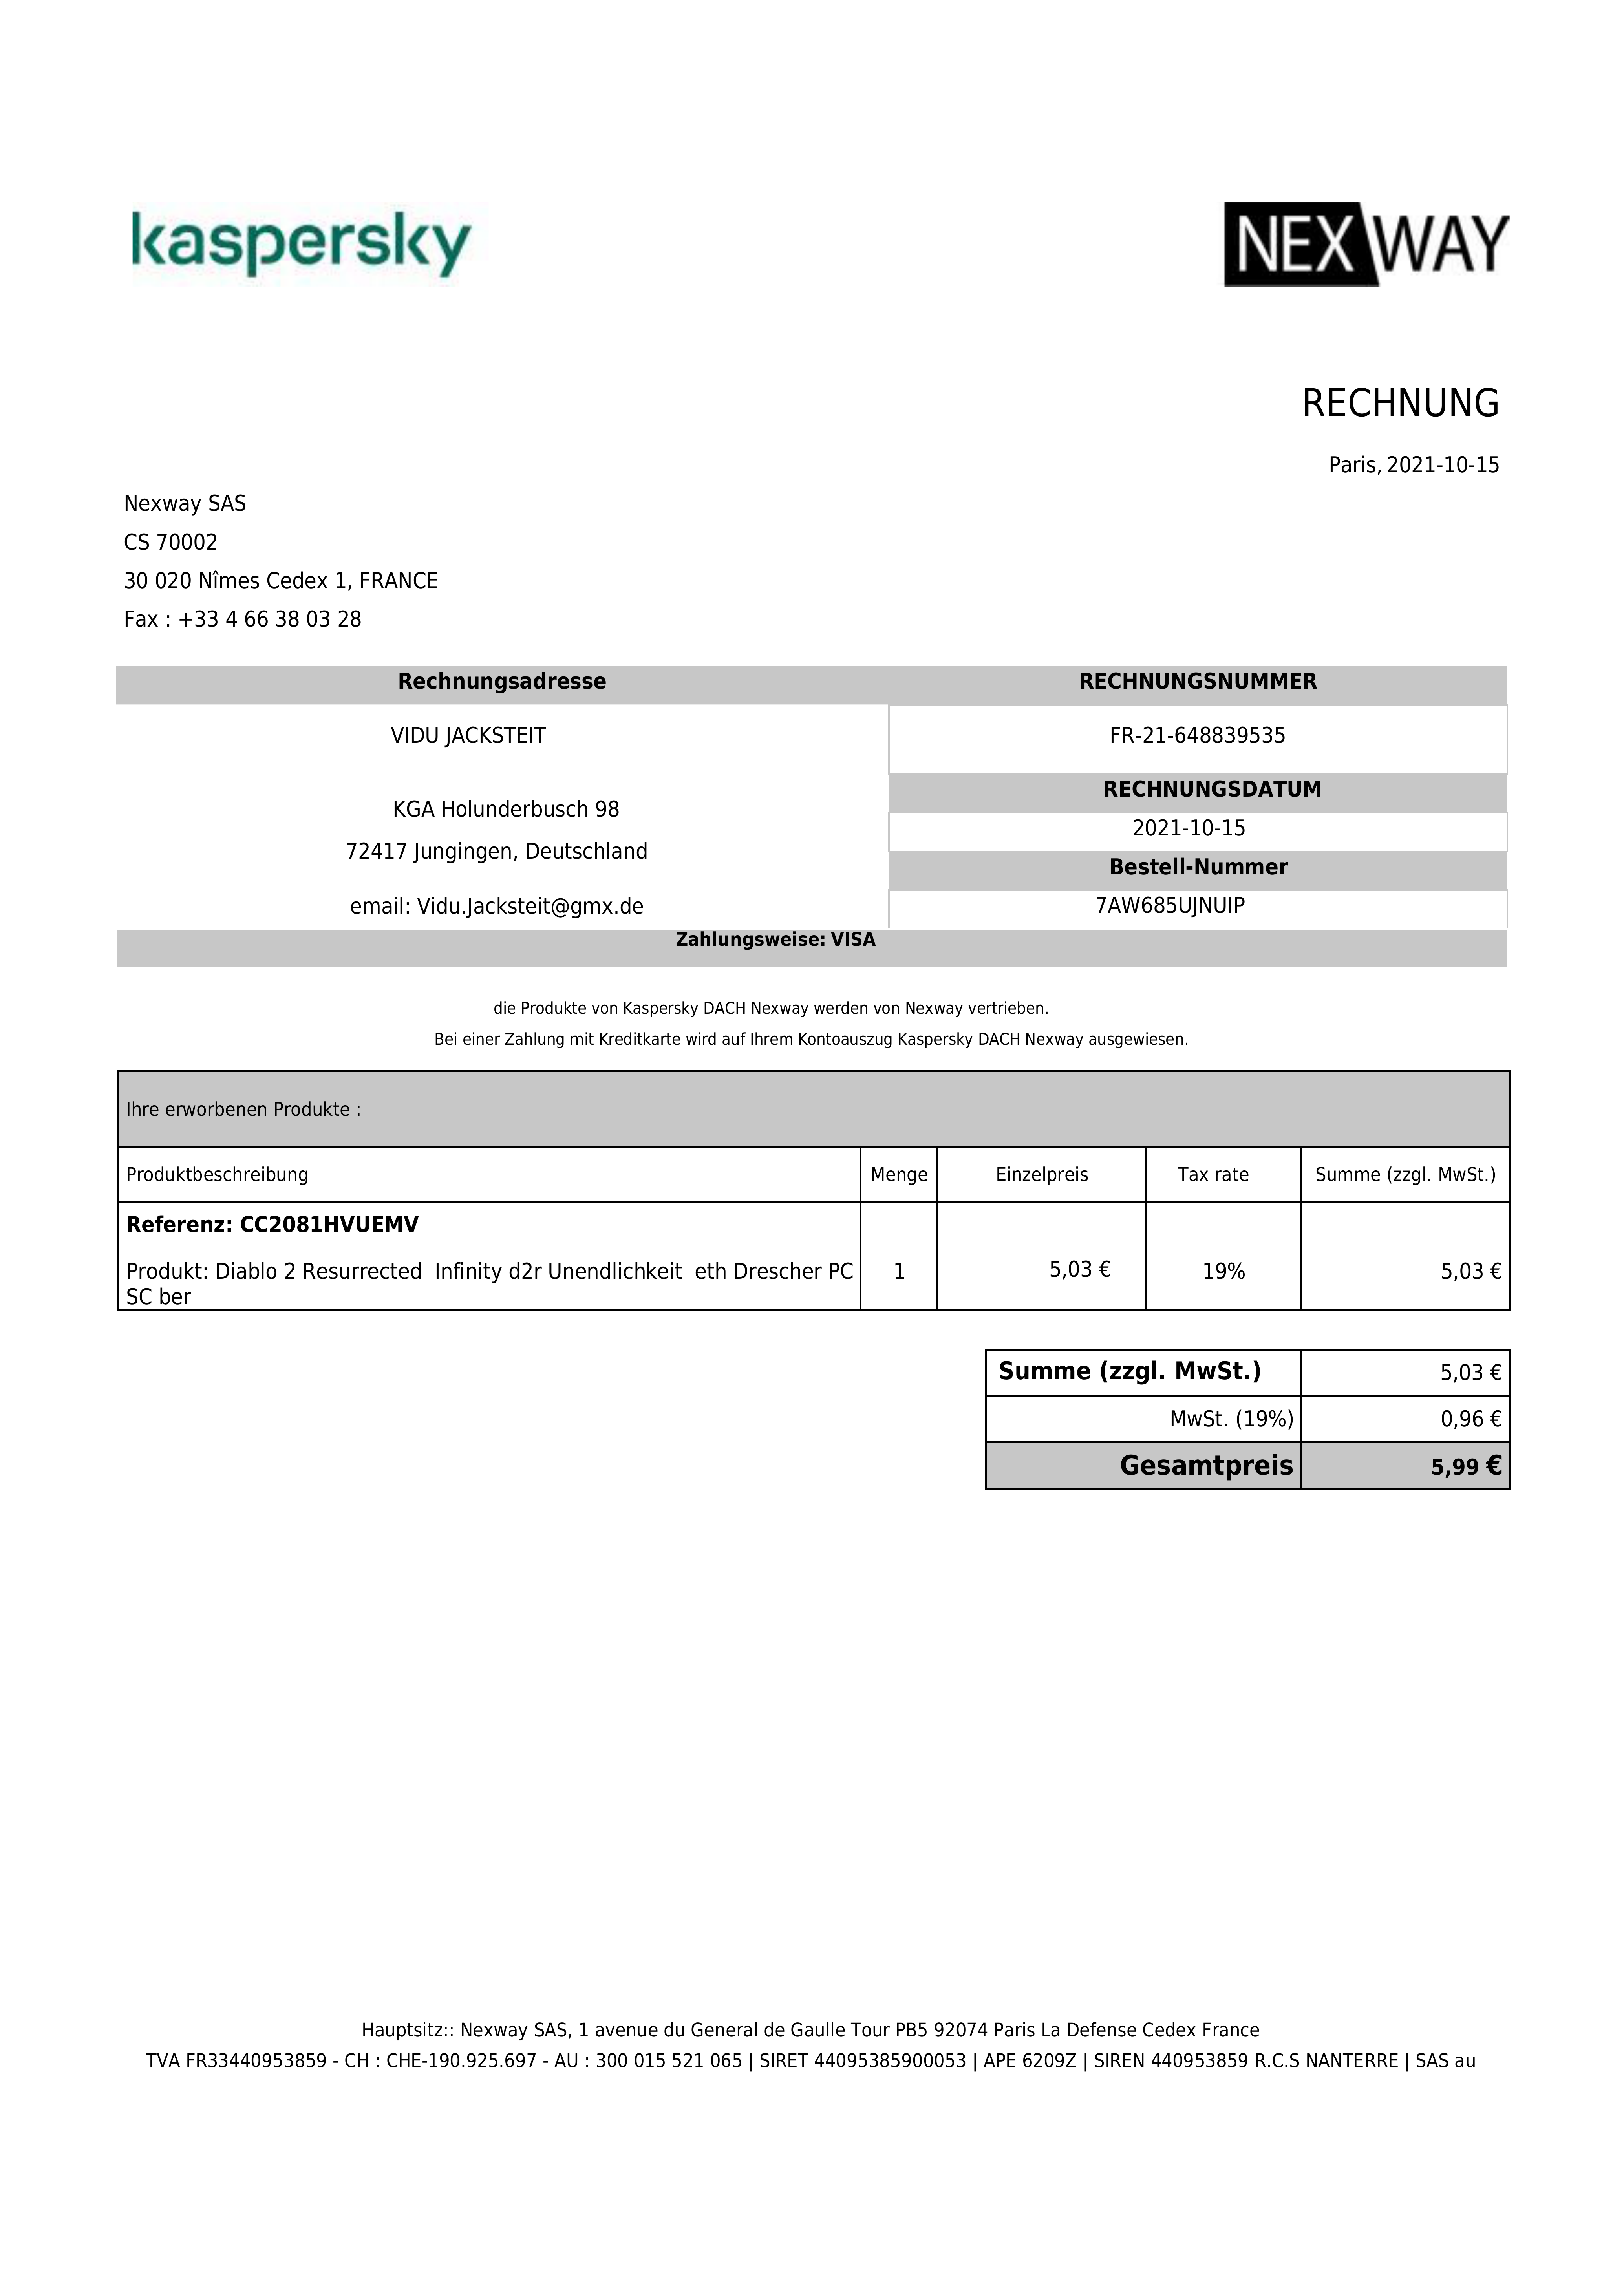 kaspersky
NEXWAY
RECHNUNG
Paris, 2021-10-15
Nexway SAS
CS 70002
30 020 Nîmes Cedex 1, FRANCE
Fax : +33 4 66 38 03 28
Rechnungsadresse
RECHNUNGSNUMMER
VIDU JACKSTEIT
FR-21-648839535
RECHNUNGSDATUM
KGA Holunderbusch 98
2021-10-15
72417 Jungingen, Deutschland
Bestell-Nummer
email: Vidu.Jacksteit@gmx.de
7AW685UJNUIP
Zahlungsweise: VISA
die Produkte von Kaspersky DACH Nexway werden von Nexway vertrieben.
Bei einer Zahlung mit Kreditkarte wird auf Ihrem Kontoauszug Kaspersky DACH Nexway ausgewiesen.
Ihre erworbenen Produkte :
Produktbeschreibung Menge Einzelpreis Tax rate Summe (zzgl. MwSt.)
Referenz: CC2081HVUEMV
Produkt: Diablo 2 Resurrected Infinity d2r Unendlichkeit eth Drescher PC 1 5,03 € 19% 5,03 €
SC ber
Summe (zzgl. MwSt.) 5,03 €
MwSt. (19%) 0,96 €
Gesamtpreis 5,99 €
Hauptsitz:: Nexway SAS, 1 avenue du General de Gaulle Tour PB5 92074 Paris La Defense Cedex France
TVA FR33440953859 - CH : CHE-190.925.697 - AU : 300 015 521 065 | SIRET 44095385900053 | APE 6209Z | SIREN 440953859 R.C.S NANTERRE | SAS au